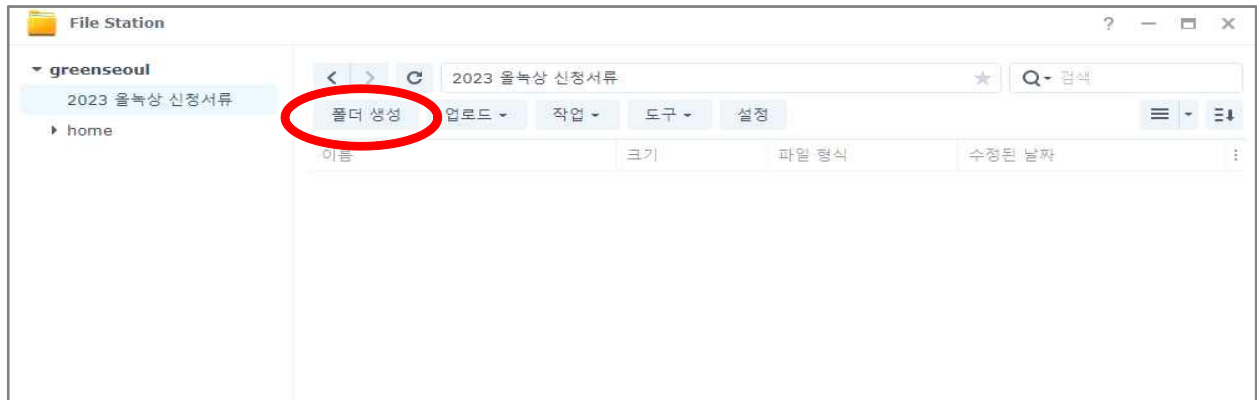 File Station
greenseoul
2023 올녹상 신청서류
home
2023 올녹상 신청서류
검색
폴더 생성 업로드 작업 도구 설정
이름 크기 파일 형식 수정된 날짜